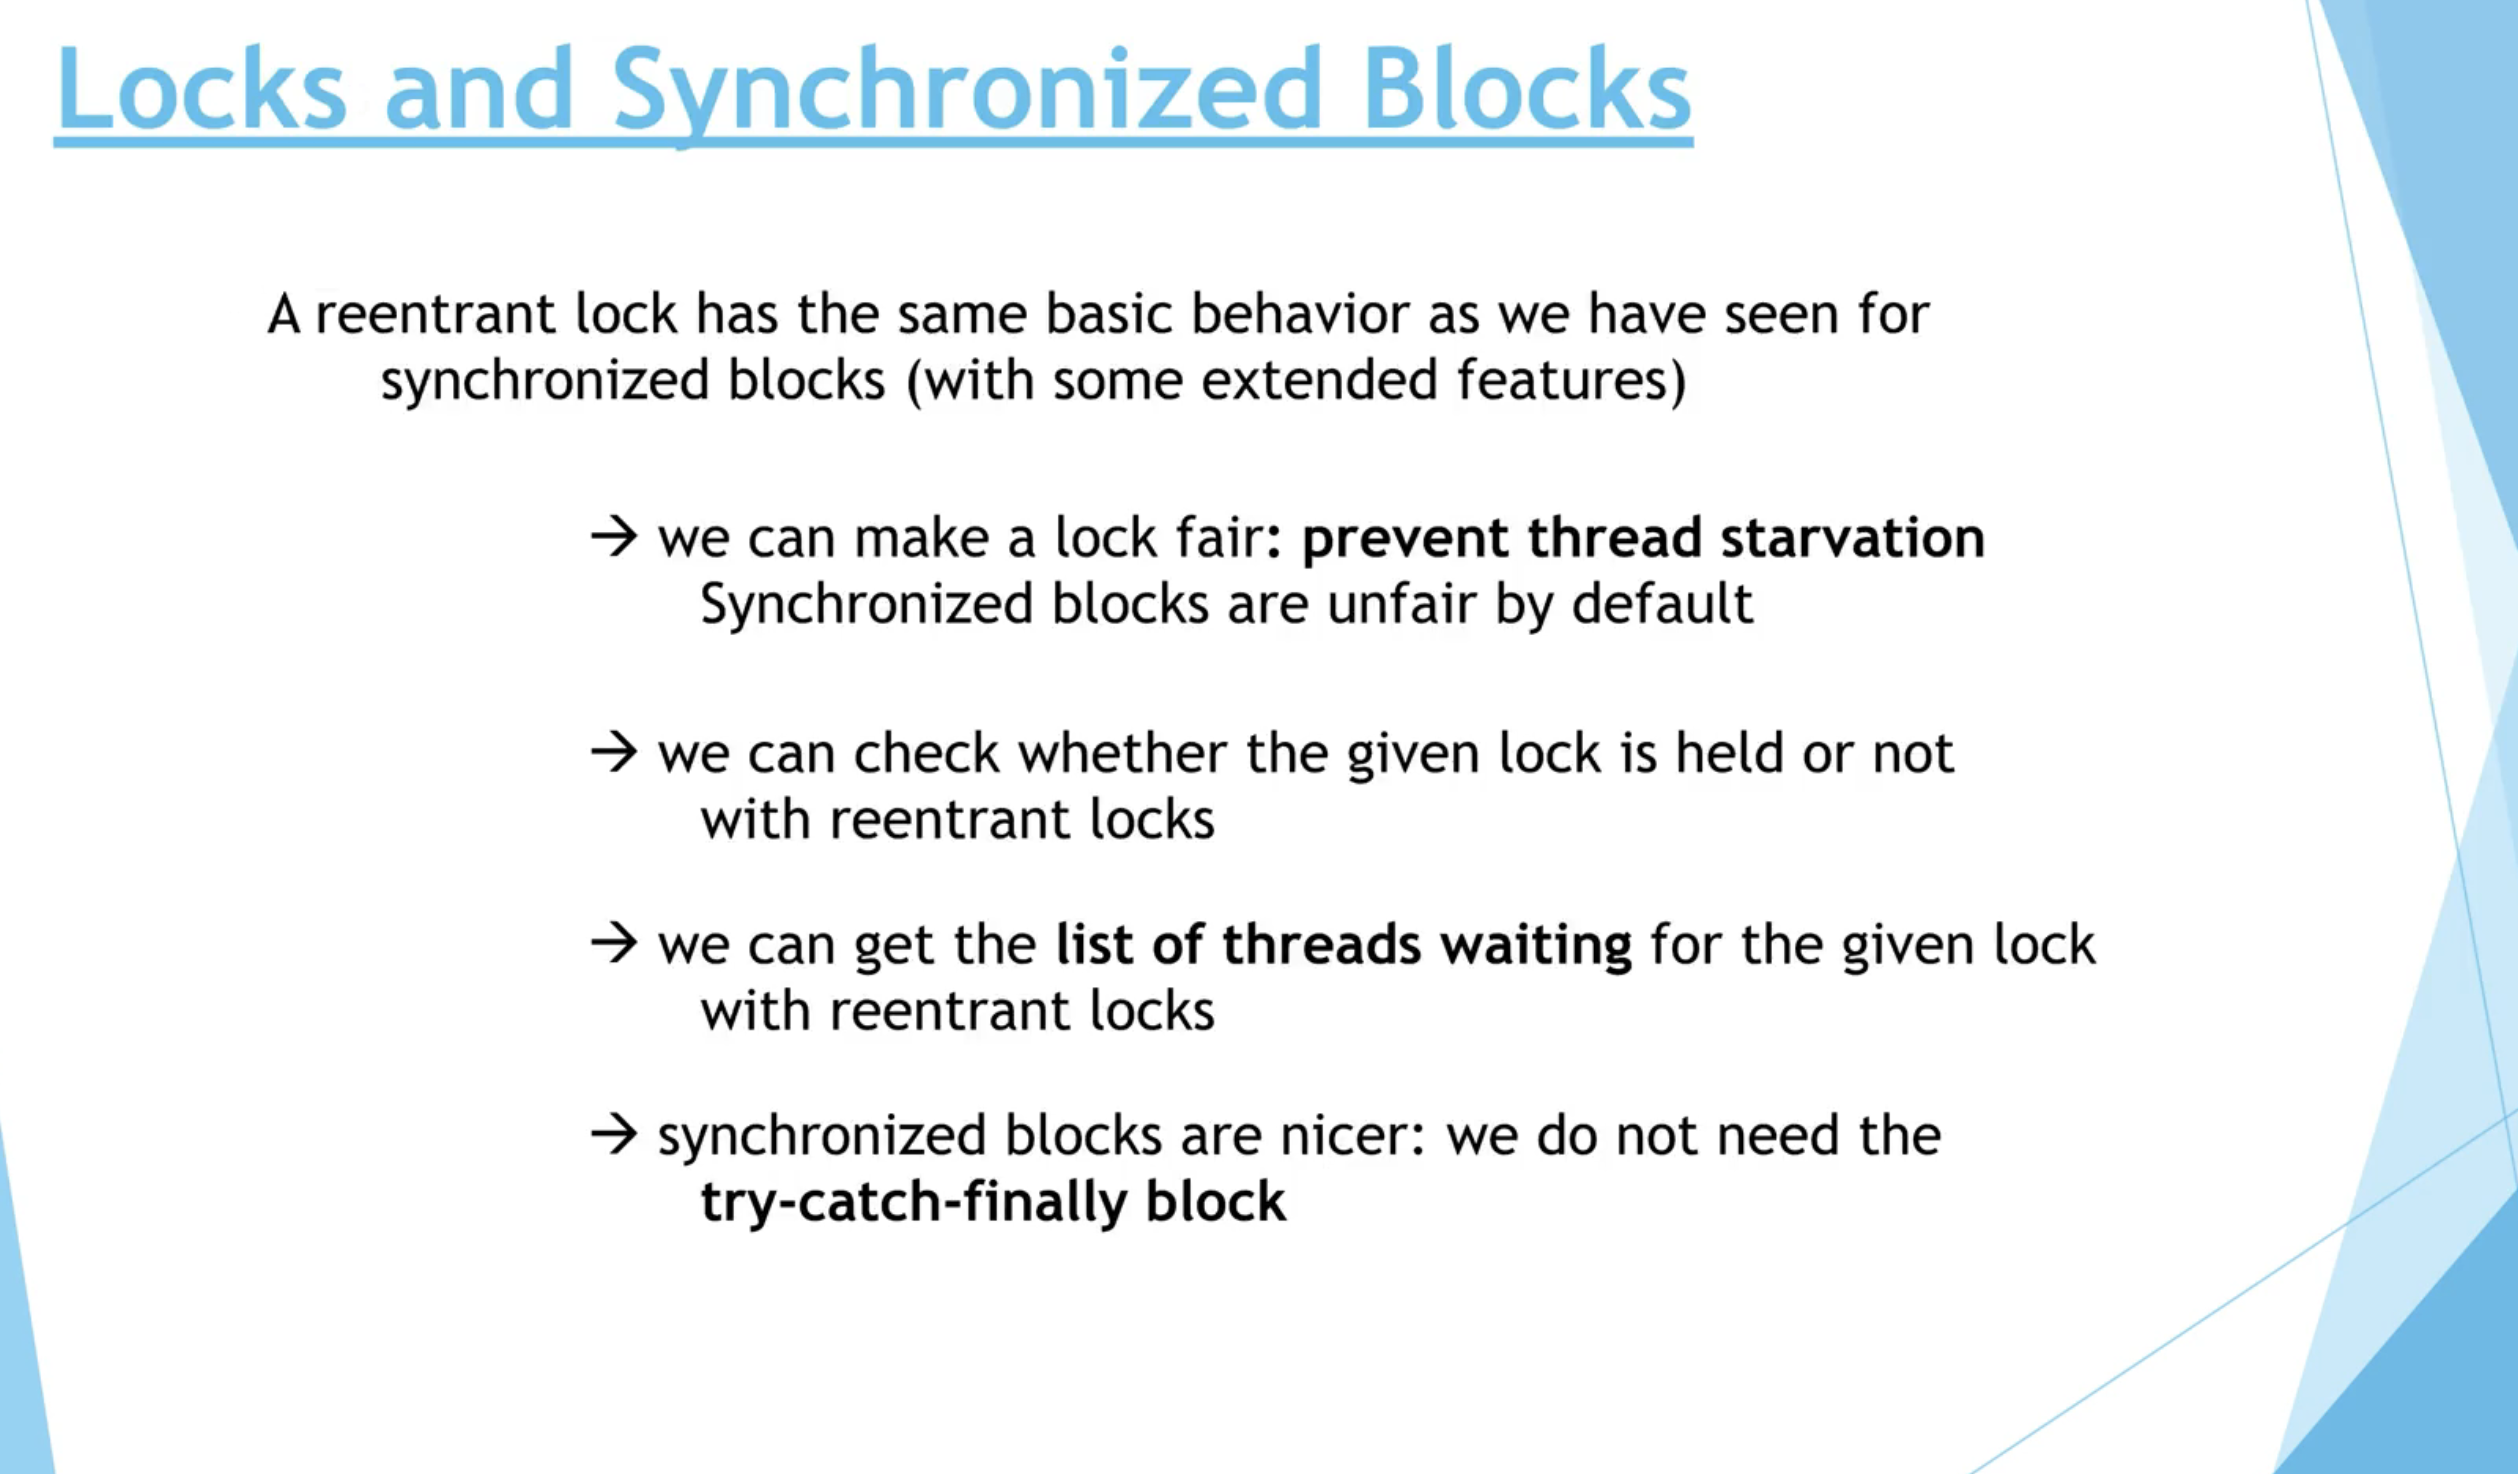 Locks and Synchronized Blocks
A reentrant lock has the same basic behavior as we have seen for
synchronized blocks (with some extended features)
→ we can make a lock fair: prevent thread starvation
Synchronized blocks are unfair by default
→ we can check whether the given lock is held or not
with reentrant locks
→ we can get the list of threads waiting for the given lock
with reentrant locks
→ synchronized blocks are nicer: we do not need the
try-catch-finally block